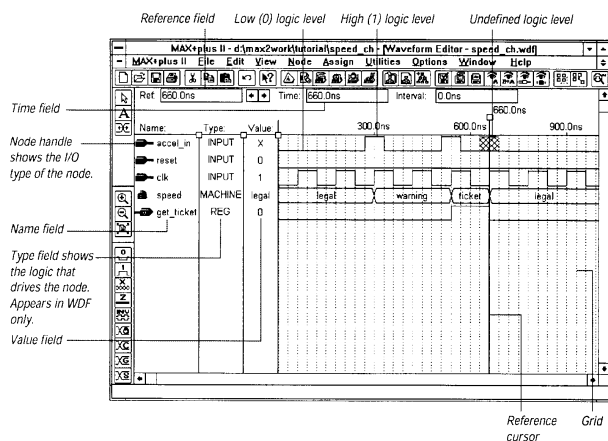 Reference field
Low (0) logic level
High (1) logic level
Undefined logic level
MAX+plus II - d:\max2work\tutorial\speed_ch - [Waveform Editor - speed_ch.wdf]
MAX+plus II File Edit View Node Assign Utilities Options Window Help
Ref: 660.0ns Time: 660.0ns Interval: 0.0ns
660.0ns
Name: Type: Value 300.0ns 600.0ns 900.0ns
accel_in INPUT X
reset INPUT 0
clk INPUT 1
speed MACHINE legal legal warning ticket legal
get_ticket REG 0
Time field
Node handle
shows the I/O
type of the node.
Name field
Type field shows
the logic that
drives the node.
Appears in WDF
only.
Value field
Reference
cursor
Grid